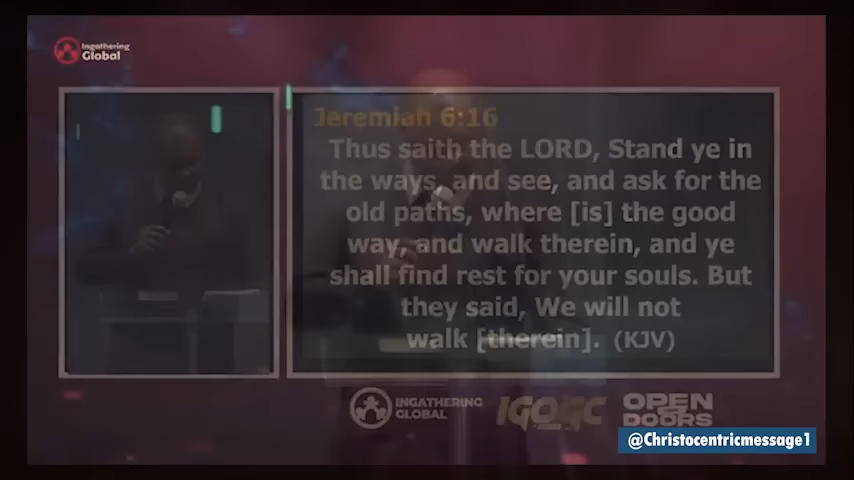 Ingathering
Global
Jeremiah 6:16
Thus saith the LORD, Stand ye in
the ways, and see, and ask for the
old paths, where [is] the good
way, and walk therein, and ye
shall find rest for your souls. But
they said, We will not
walk [therein]. (KJV)
INGATHERING
GLOBAL
IGOGC
OPEN
DOORS
@Christocentricmessage1